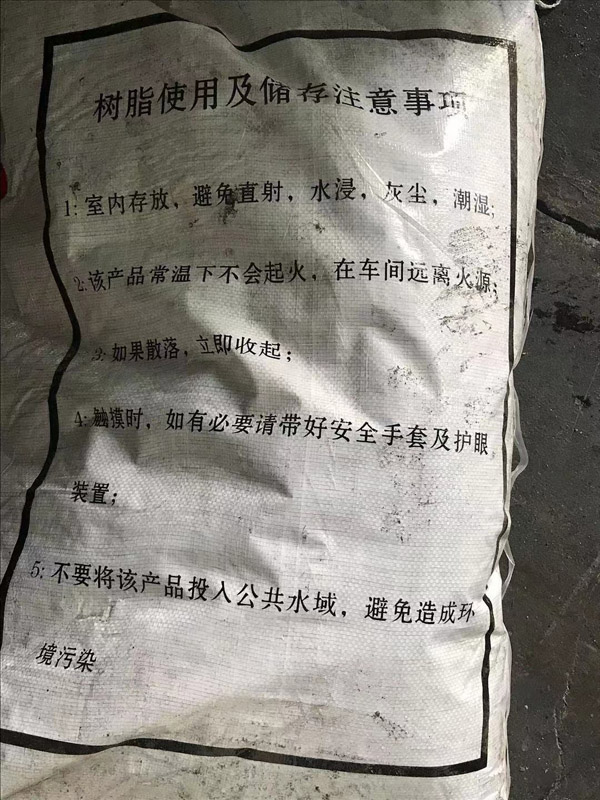 树脂使用及储存注意事项
1: 室内存放, 避免直射, 水浸, 灰尘, 潮湿;
2: 该产品常温下不会起火, 在车间远离火源;
3: 如果散落, 立即收起;
4: 触摸时, 如有必要请带好安全手套及护眼
装置;
5: 不要将该产品投入公共水域, 避免造成环
境污染